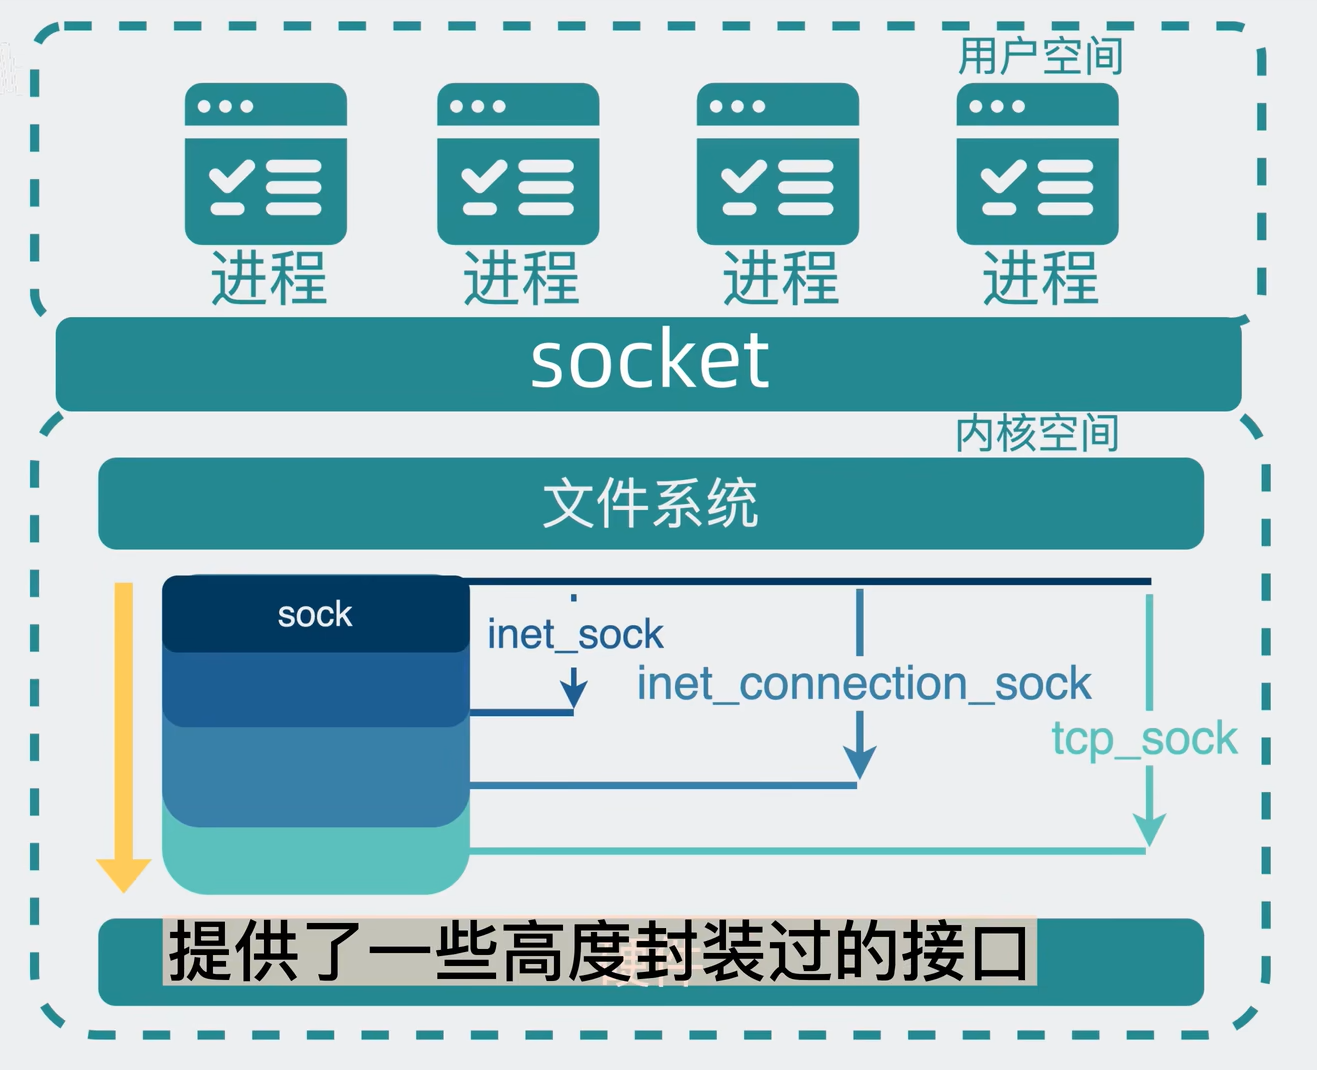 用户空间
进程 进程 进程 进程
socket
内核空间
文件系统
sock
inet_sock
inet_connection_sock
tcp_sock
提供了一些高度封装过的接口
硬件